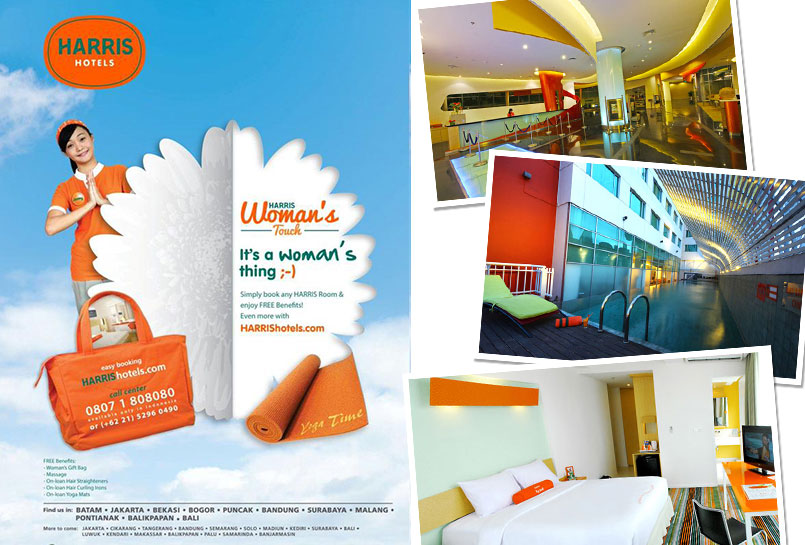 HARRIS
HOTELS
HARRIS
Woman's
Touch
It's a woman's
thing ;-)
Simply book any HARRIS Room &
enjoy FREE Benefits!
Even more with
HARRIShotels.com
easy booking
HARRIShotels.com
call center
0807 1 808080
available only in Indonesia
or (+62 21) 5296 0490
Yoga Time
FREE Benefits:
- Woman's Gift Bag
- Massage
- On-loan Hair Straighteners
- On-loan Hair Curling Irons
- On-loan Yoga Mats
Find us in: BATAM • JAKARTA • BEKASI • BOGOR • PUNCAK • BANDUNG • SURABAYA • MALANG •
PONTIANAK • BALIKPAPAN • BALI
More to come: JAKARTA • CIKARANG • TANGERANG • BANDUNG • SEMARANG • SOLO • MADIUN • KEDIRI • SURABAYA • BALI •
LUWUK • KENDARI • MAKASSAR • BALIKPAPAN • PALU • SAMARINDA • BANJARMASIN